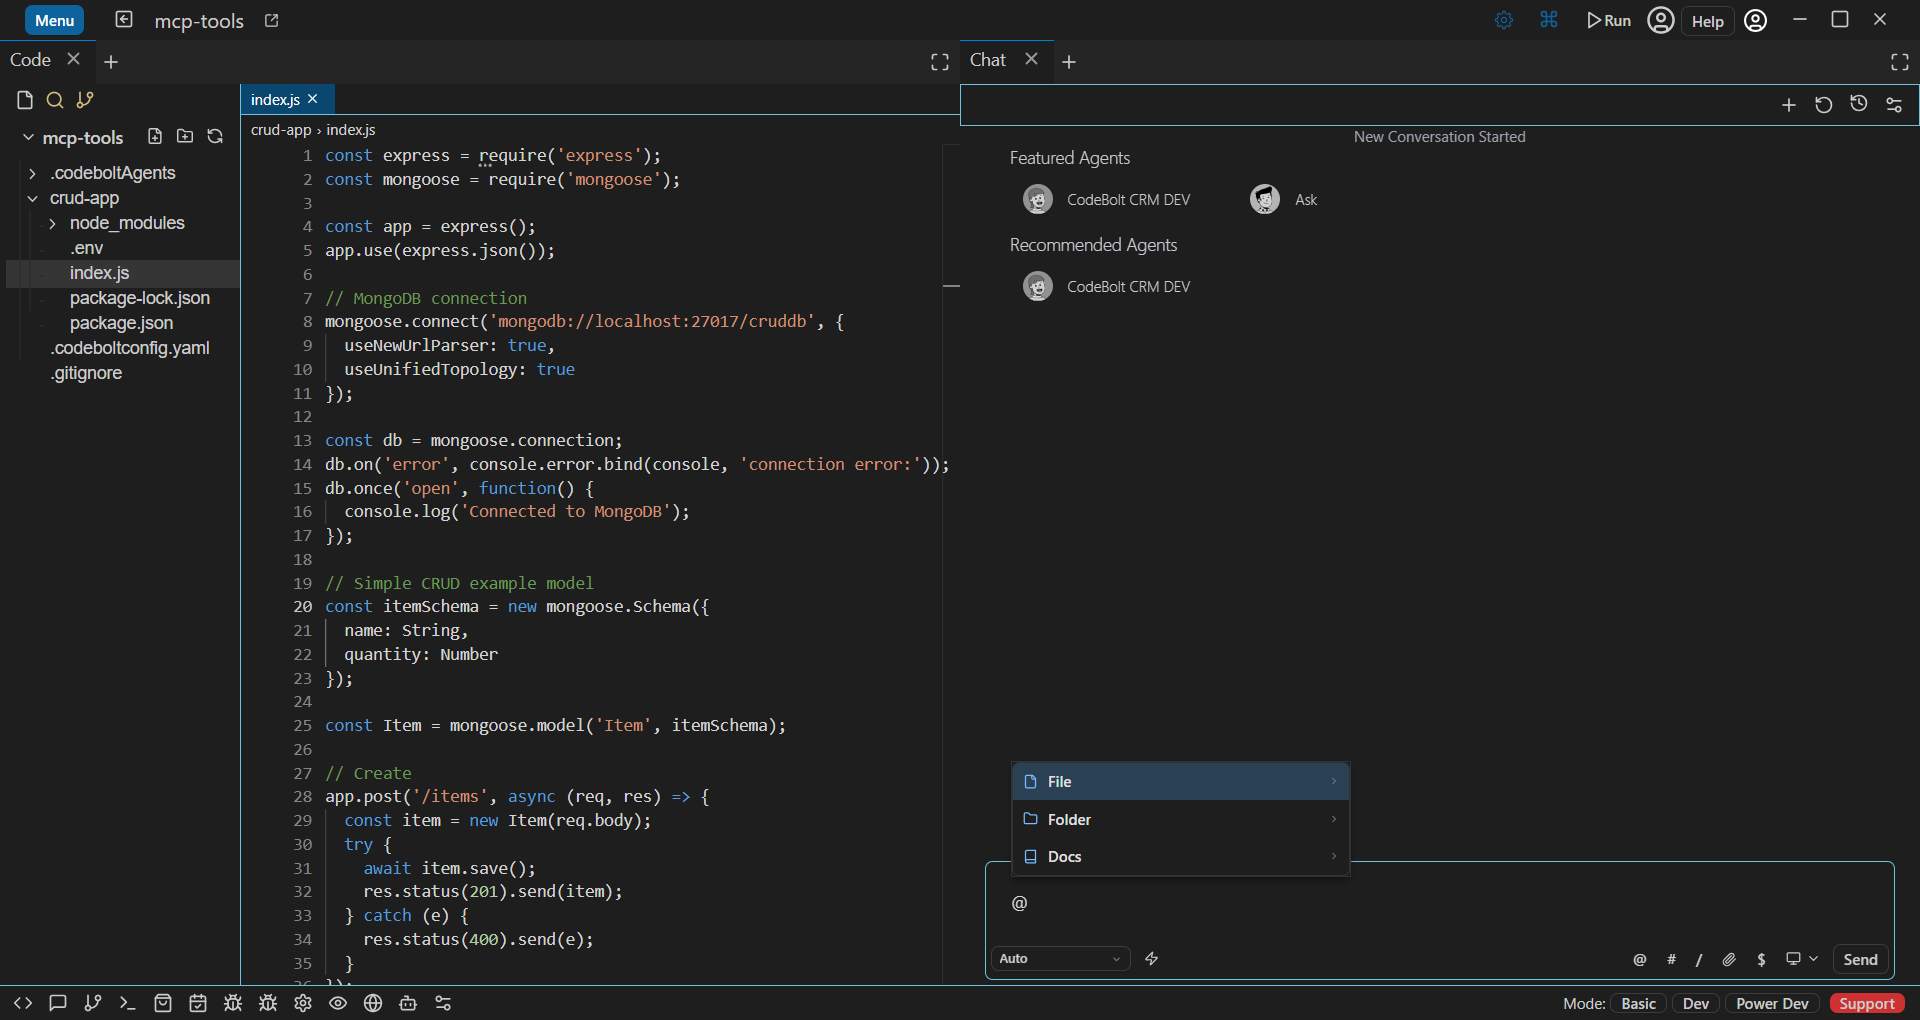 Menu mcp-tools Run Help
Code
Chat
index.js
mcp-tools
crud-app › index.js
New Conversation Started
.codeboltAgents
crud-app
node_modules
.env
index.js
package-lock.json
package.json
.codeboltconfig.yaml
.gitignore
1 const express = require('express');
2 const mongoose = require('mongoose');
3
4 const app = express();
5 app.use(express.json());
6
7 // MongoDB connection
8 mongoose.connect('mongodb://localhost:27017/cruddb', {
9 useNewUrlParser: true,
10 useUnifiedTopology: true
11 });
12
13 const db = mongoose.connection;
14 db.on('error', console.error.bind(console, 'connection error:'));
15 db.once('open', function() {
16 console.log('Connected to MongoDB');
17 });
18
19 // Simple CRUD example model
20 const itemSchema = new mongoose.Schema({
21 name: String,
22 quantity: Number
23 });
24
25 const Item = mongoose.model('Item', itemSchema);
26
27 // Create
28 app.post('/items', async (req, res) => {
29 const item = new Item(req.body);
30 try {
31 await item.save();
32 res.status(201).send(item);
33 } catch (e) {
34 res.status(400).send(e);
35 }
36 });
Featured Agents
CodeBolt CRM DEV
Ask
Recommended Agents
CodeBolt CRM DEV
File
Folder
Docs
@
Auto
@ # / $ Send
Mode: Basic Dev Power Dev Support